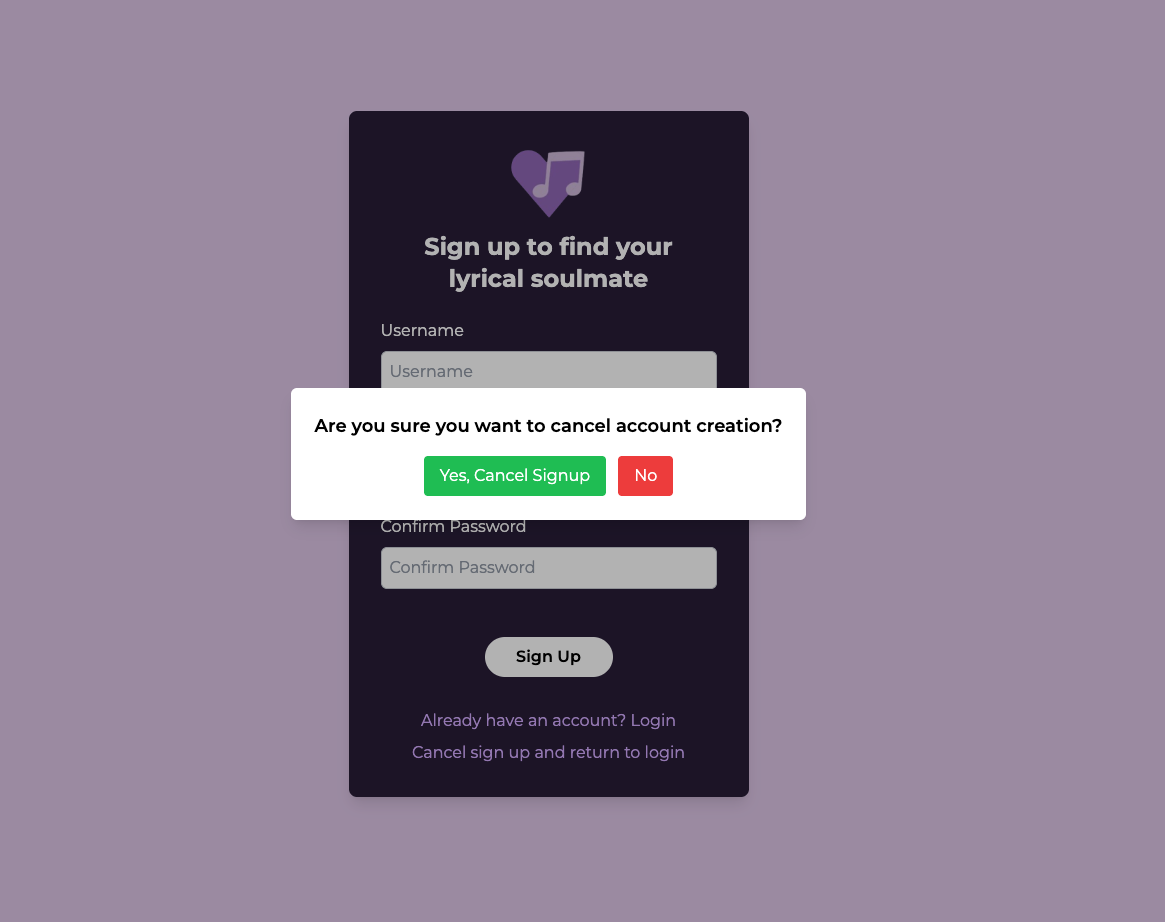 Sign up to find your
lyrical soulmate
Username
Username
Are you sure you want to cancel account creation?
Yes, Cancel Signup No
Confirm Password
Confirm Password
Sign Up
Already have an account? Login
Cancel sign up and return to login